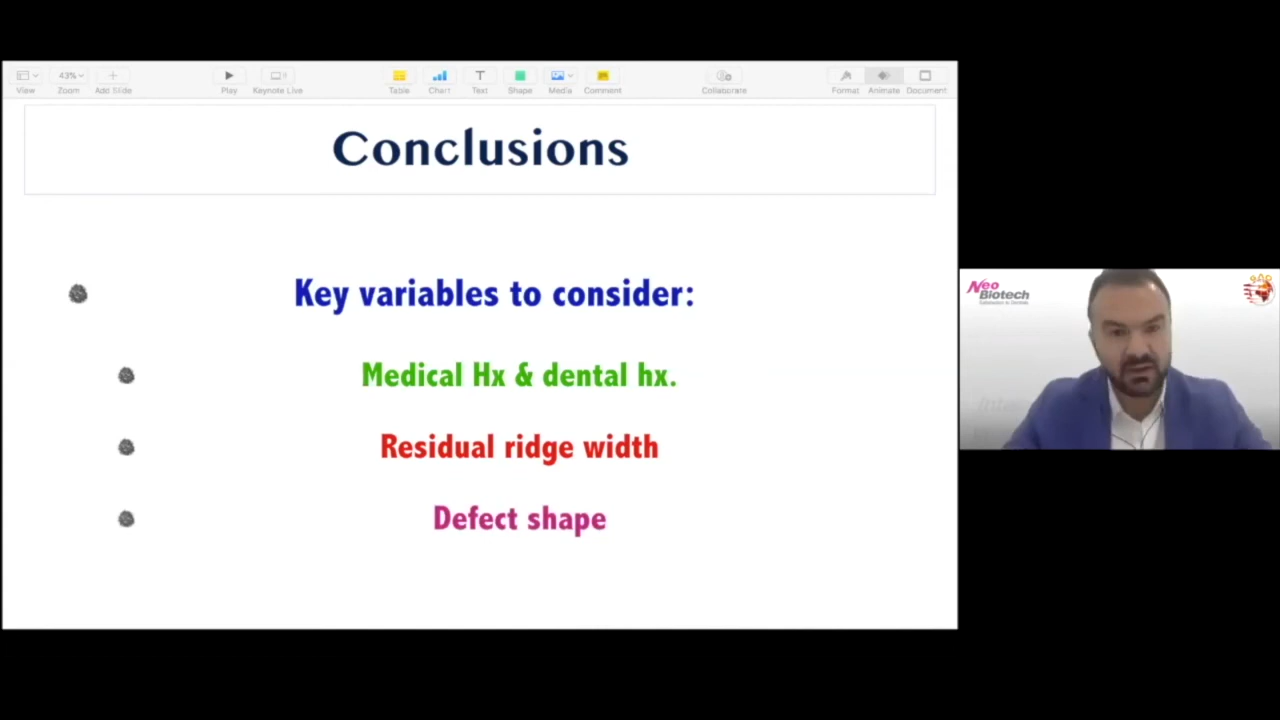 View
43%
Zoom
Add Slide
Play
Keynote Live
Table
Chart
Text
Shape
Media
Comment
Collaborate
Format
Animate
Document
Conclusions
Key variables to consider:
Medical Hx & dental hx.
Residual ridge width
Defect shape
Neo
Biotech